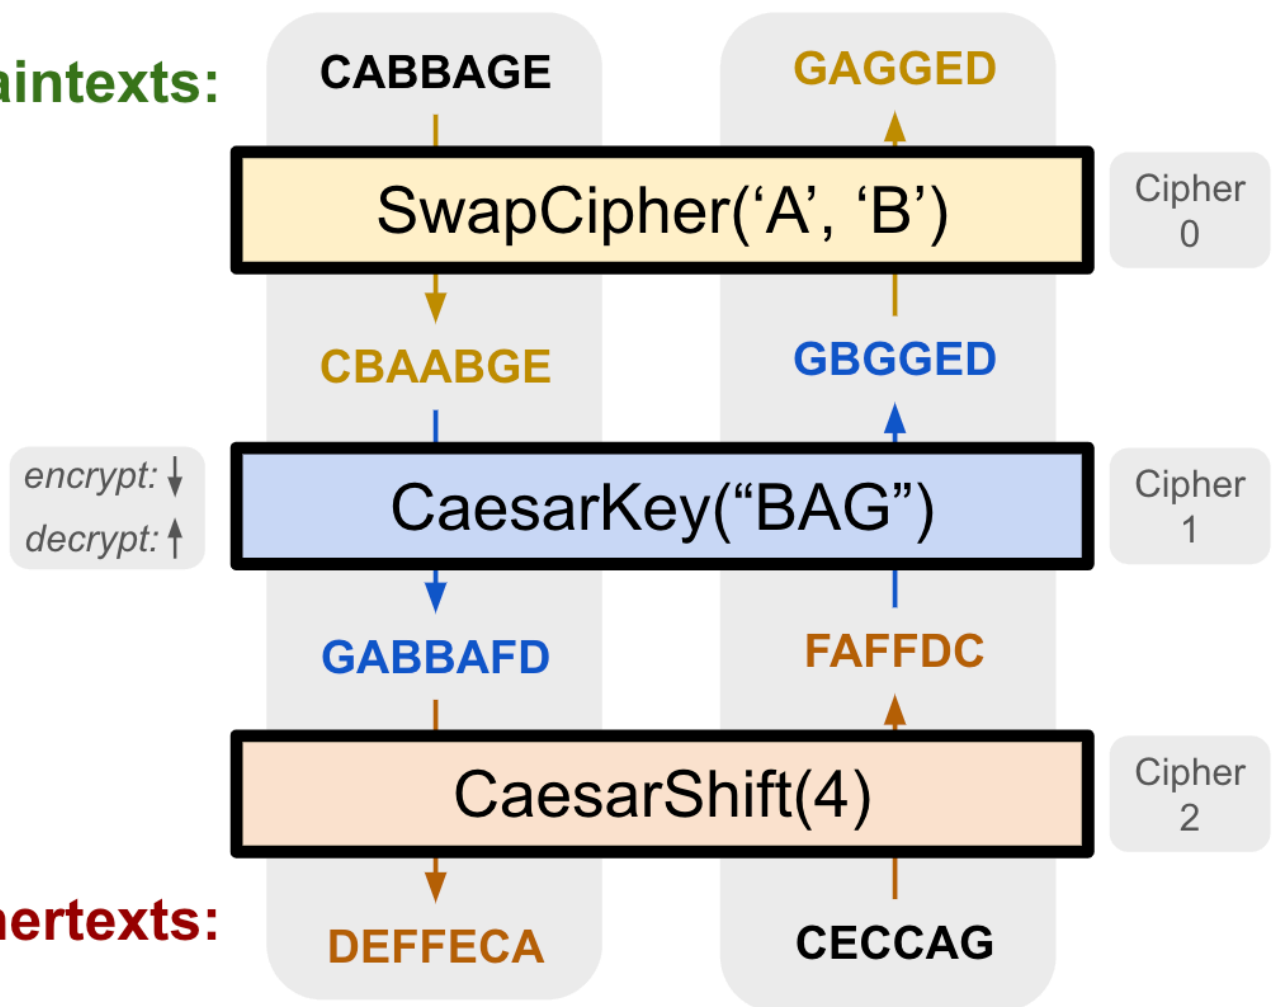 aintexts:
CABBAGE
GAGGED
SwapCipher(‘A’, ‘B’)
Cipher
0
CBAABGE
GBGGED
encrypt:
decrypt:
CaesarKey(“BAG”)
Cipher
1
GABBAFD
FAFFDC
CaesarShift(4)
Cipher
2
hertexts:
DEFFECA
CECCAG